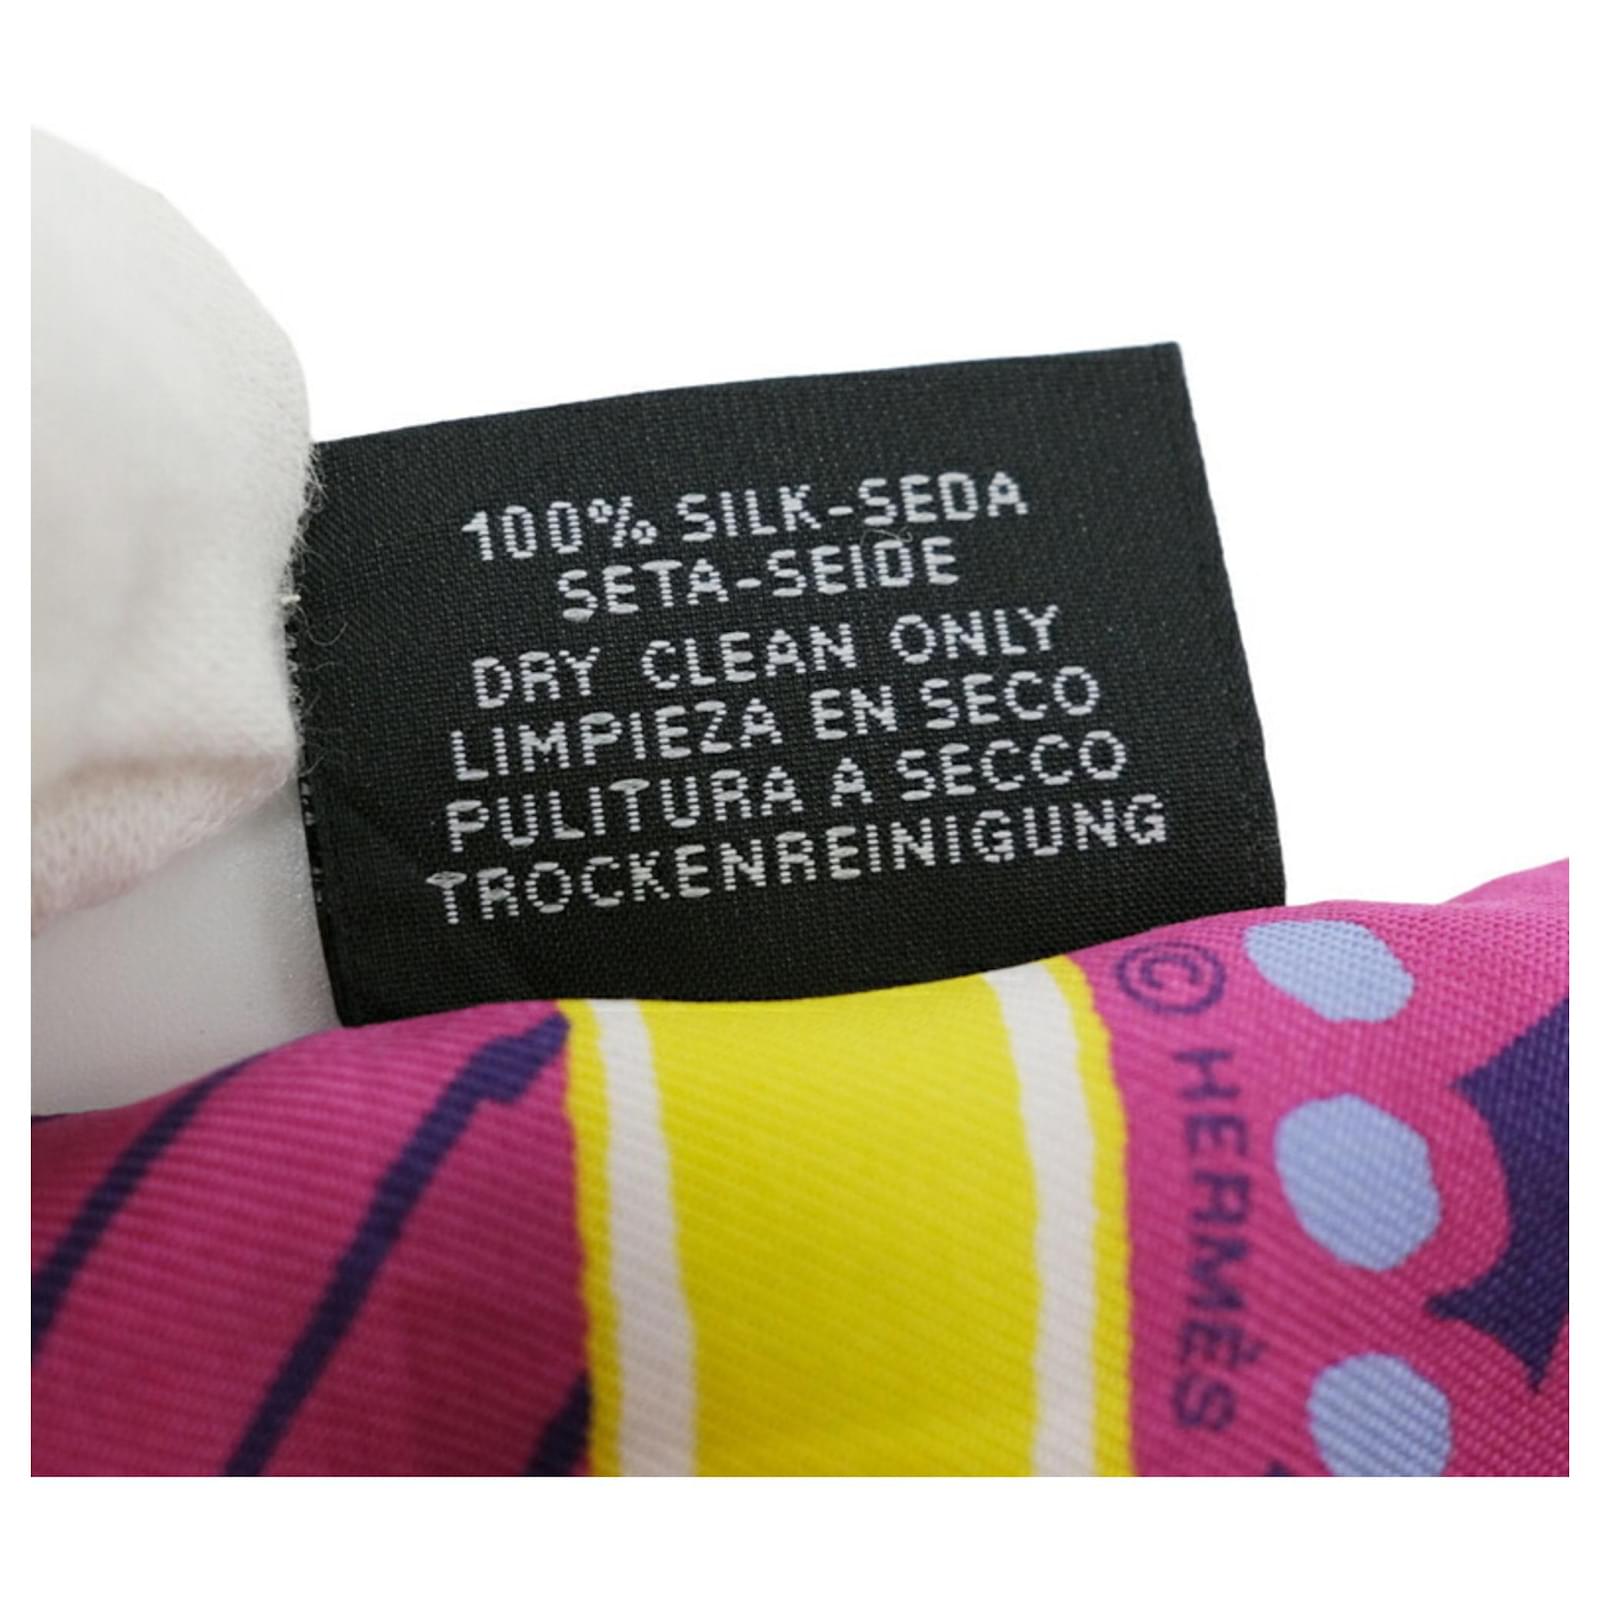 100% SILK-SEDA
SETA-SEIDE
DRY CLEAN ONLY
LIMPIEZA EN SECO
PULITURA A SECCO
TROCKENREINIGUNG
© HERMÈS